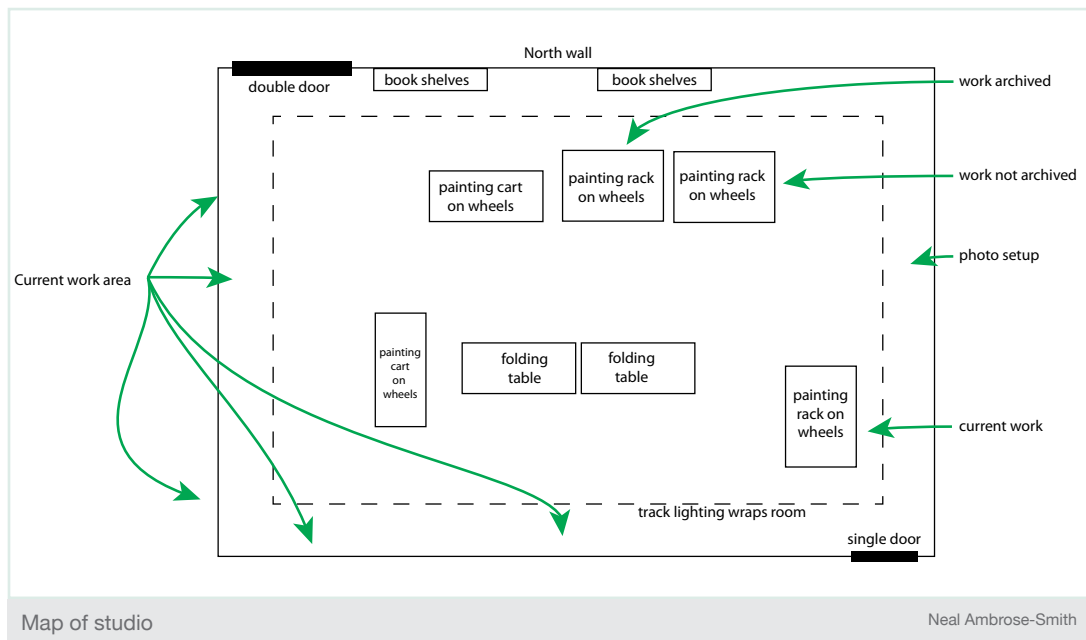 North wall
double door
book shelves
book shelves
work archived
painting cart
on wheels
painting rack
on wheels
painting rack
on wheels
work not archived
photo setup
Current work area
painting
cart
on
wheels
folding
table
folding
table
painting
rack on
wheels
current work
track lighting wraps room
single door
Map of studio
Neal Ambrose-Smith